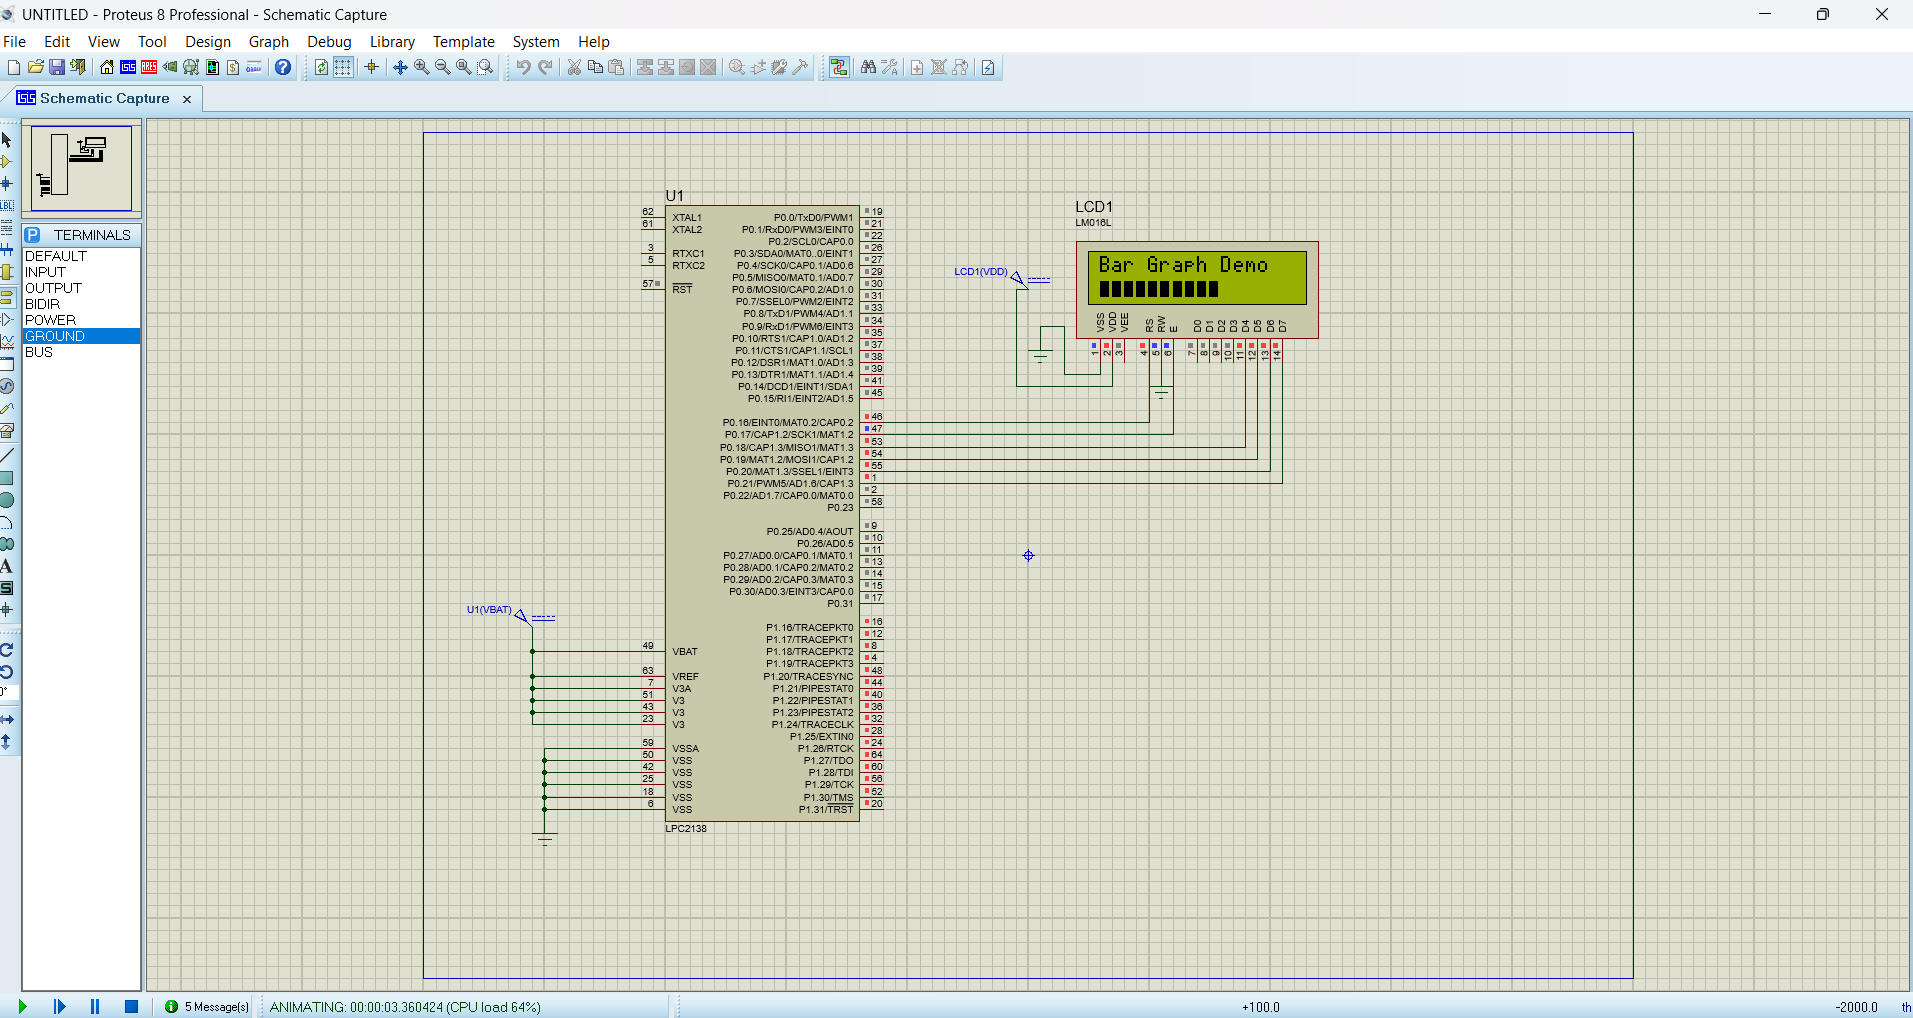 UNTITLED - Proteus 8 Professional - Schematic Capture
File Edit View Tool Design Graph Debug Library Template System Help
Schematic Capture
TERMINALS
DEFAULT
INPUT
OUTPUT
BIDIR
POWER
GROUND
BUS
U1
62 XTAL1
61 XTAL2
3 RTXC1
5 RTXC2
57 RST
49 VBAT
63 VREF
7 V3A
51 V3
43 V3
23 V3
59 VSSA
50 VSS
42 VSS
25 VSS
18 VSS
6 VSS
P0.0/TxD0/PWM1 19
P0.1/RxD0/PWM3/EINT0 21
P0.2/SCL0/CAP0.0 22
P0.3/SDA0/MAT0..0/EINT1 26
P0.4/SCK0/CAP0.1/AD0.6 27
P0.5/MISO0/MAT0.1/AD0.7 29
P0.6/MOSI0/CAP0.2/AD1.0 30
P0.7/SSEL0/PWM2/EINT2 31
P0.8/TxD1/PWM4/AD1.1 33
P0.9/RxD1/PWM6/EINT3 34
P0.10/RTS1/CAP1.0/AD1.2 35
P0.11/CTS1/CAP1.1/SCL1 37
P0.12/DSR1/MAT1.0/AD1.3 38
P0.13/DTR1/MAT1.1/AD1.4 39
P0.14/DCD1/EINT1/SDA1 41
P0.15/RI1/EINT2/AD1.5 45
P0.16/EINT0/MAT0.2/CAP0.2 46
P0.17/CAP1.2/SCK1/MAT1.2 47
P0.18/CAP1.3/MISO1/MAT1.3 53
P0.19/MAT1.2/MOSI1/CAP1.2 54
P0.20/MAT1.3/SSEL1/EINT3 55
P0.21/PWM5/AD1.6/CAP1.3 1
P0.22/AD1.7/CAP0.0/MAT0.0 2
P0.23 58
P0.25/AD0.4/AOUT 9
P0.26/AD0.5 10
P0.27/AD0.0/CAP0.1/MAT0.1 11
P0.28/AD0.1/CAP0.2/MAT0.2 13
P0.29/AD0.2/CAP0.3/MAT0.3 14
P0.30/AD0.3/EINT3/CAP0.0 15
P0.31 17
P1.16/TRACEPKT0 16
P1.17/TRACEPKT1 12
P1.18/TRACEPKT2 8
P1.19/TRACEPKT3 4
P1.20/TRACESYNC 48
P1.21/PIPESTAT0 44
P1.22/PIPESTAT1 40
P1.23/PIPESTAT2 36
P1.24/TRACECLK 32
P1.25/EXTIN0 28
P1.26/RTCK 24
P1.27/TDO 64
P1.28/TDI 60
P1.29/TCK 56
P1.30/TMS 52
P1.31/TRST 20
LPC2138
U1(VBAT)
LCD1(VDD)
LCD1
LM016L
Bar Graph Demo
VSS VDD VEE RS RW E D0 D1 D2 D3 D4 D5 D6 D7
1 2 3 4 5 6 7 8 9 10 11 12 13 14
5 Message(s) ANIMATING: 00:00:03.360424 (CPU load 64%) +100.0 -2000.0 th